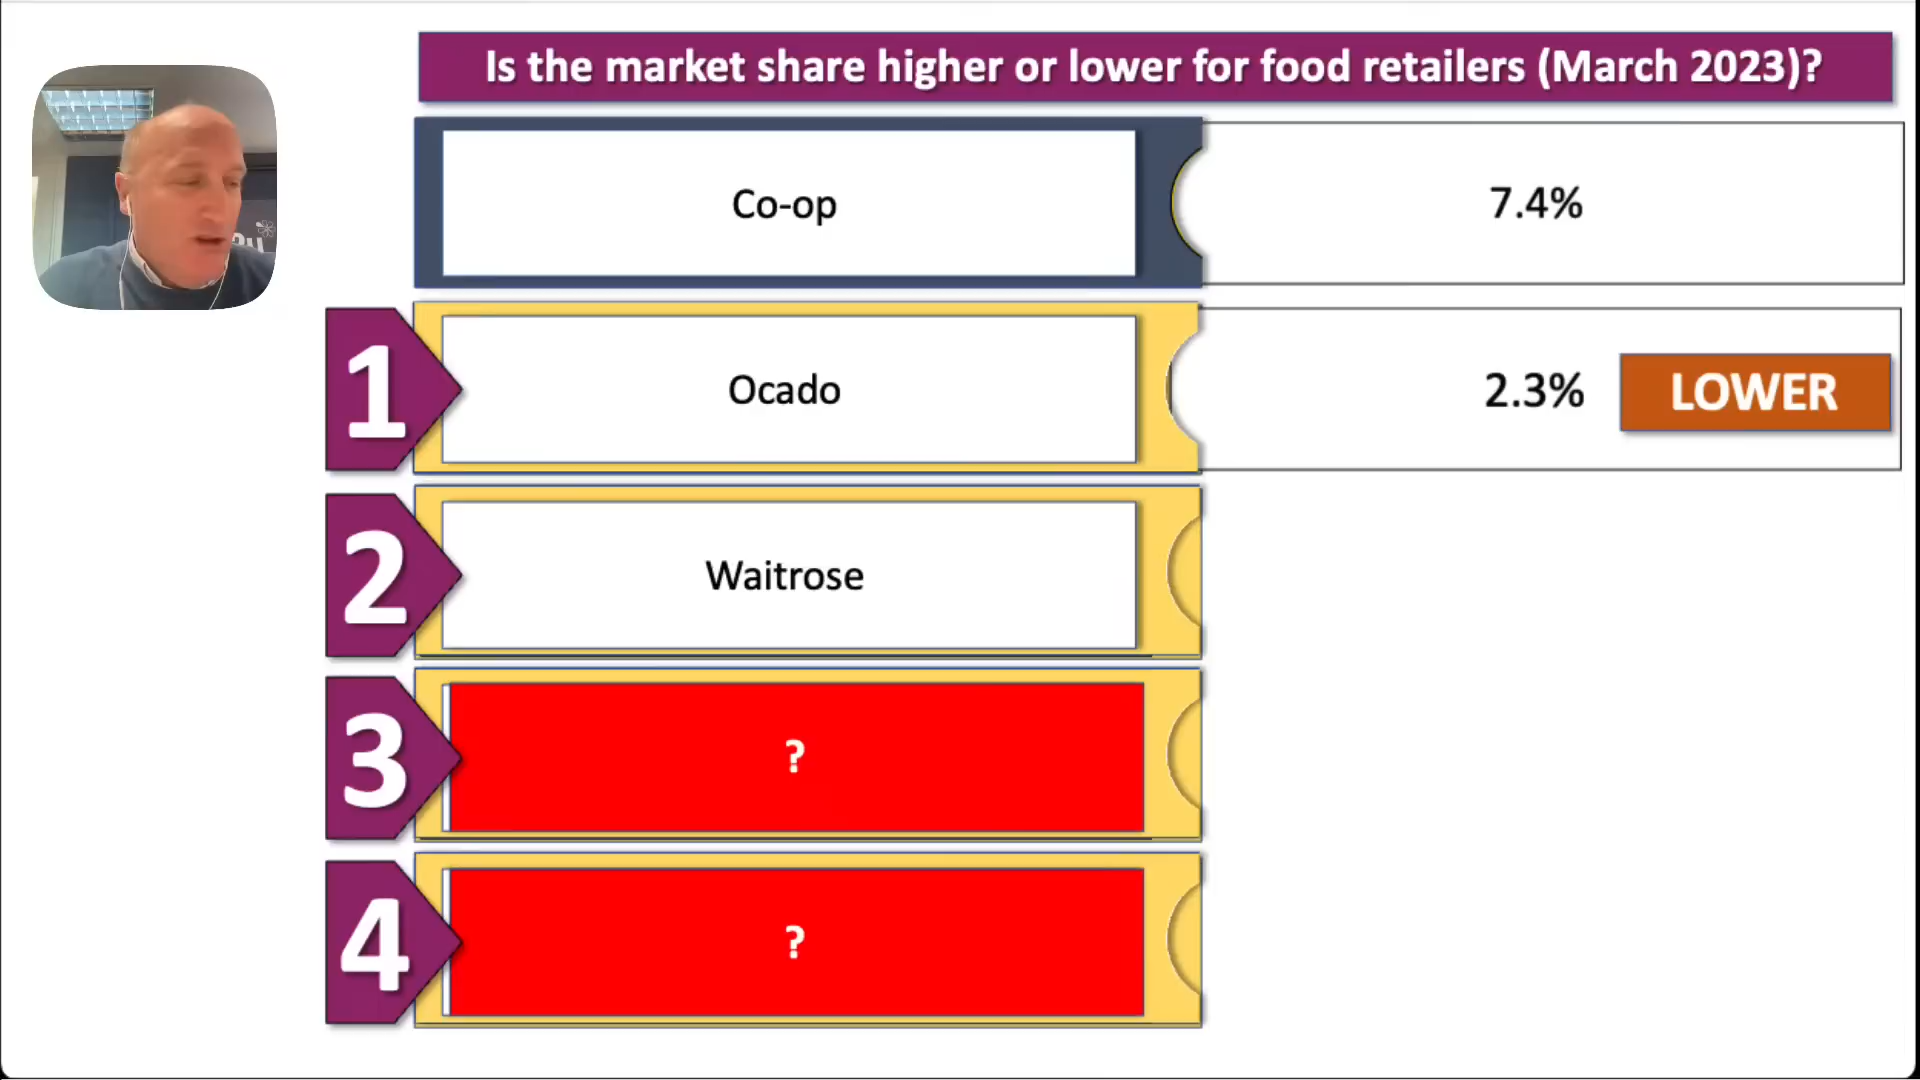 Is the market share higher or lower for food retailers (March 2023)?
Co-op
7.4%
1
Ocado
2.3%
LOWER
2
Waitrose
3
?
4
?